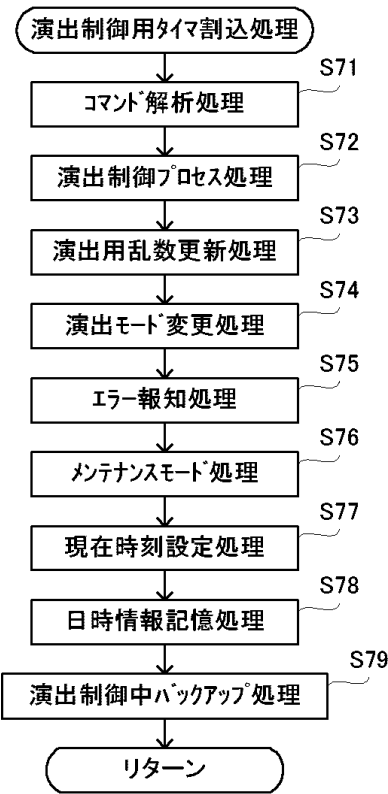 演出制御用ﾀｲﾏ割込処理
S71
ｺﾏﾝﾄﾞ解析処理
S72
演出制御ﾌﾟﾛｾｽ処理
S73
演出用乱数更新処理
S74
演出ﾓｰﾄﾞ変更処理
S75
ｴﾗｰ報知処理
S76
ﾒﾝﾃﾅﾝｽﾓｰﾄﾞ処理
S77
現在時刻設定処理
S78
日時情報記憶処理
S79
演出制御中ﾊﾞｯｸｱｯﾌﾟ処理
リターン